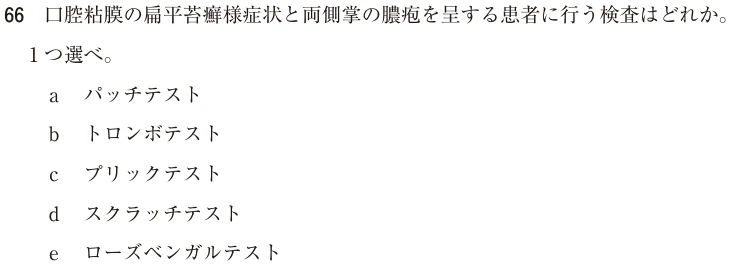 66 口腔粘膜の扁平苔癬様症状と両側掌の膿疱を呈する患者に行う検査はどれか。
1つ選べ。
a パッチテスト
b トロンボテスト
c プリックテスト
d スクラッチテスト
e ローズベンガルテスト